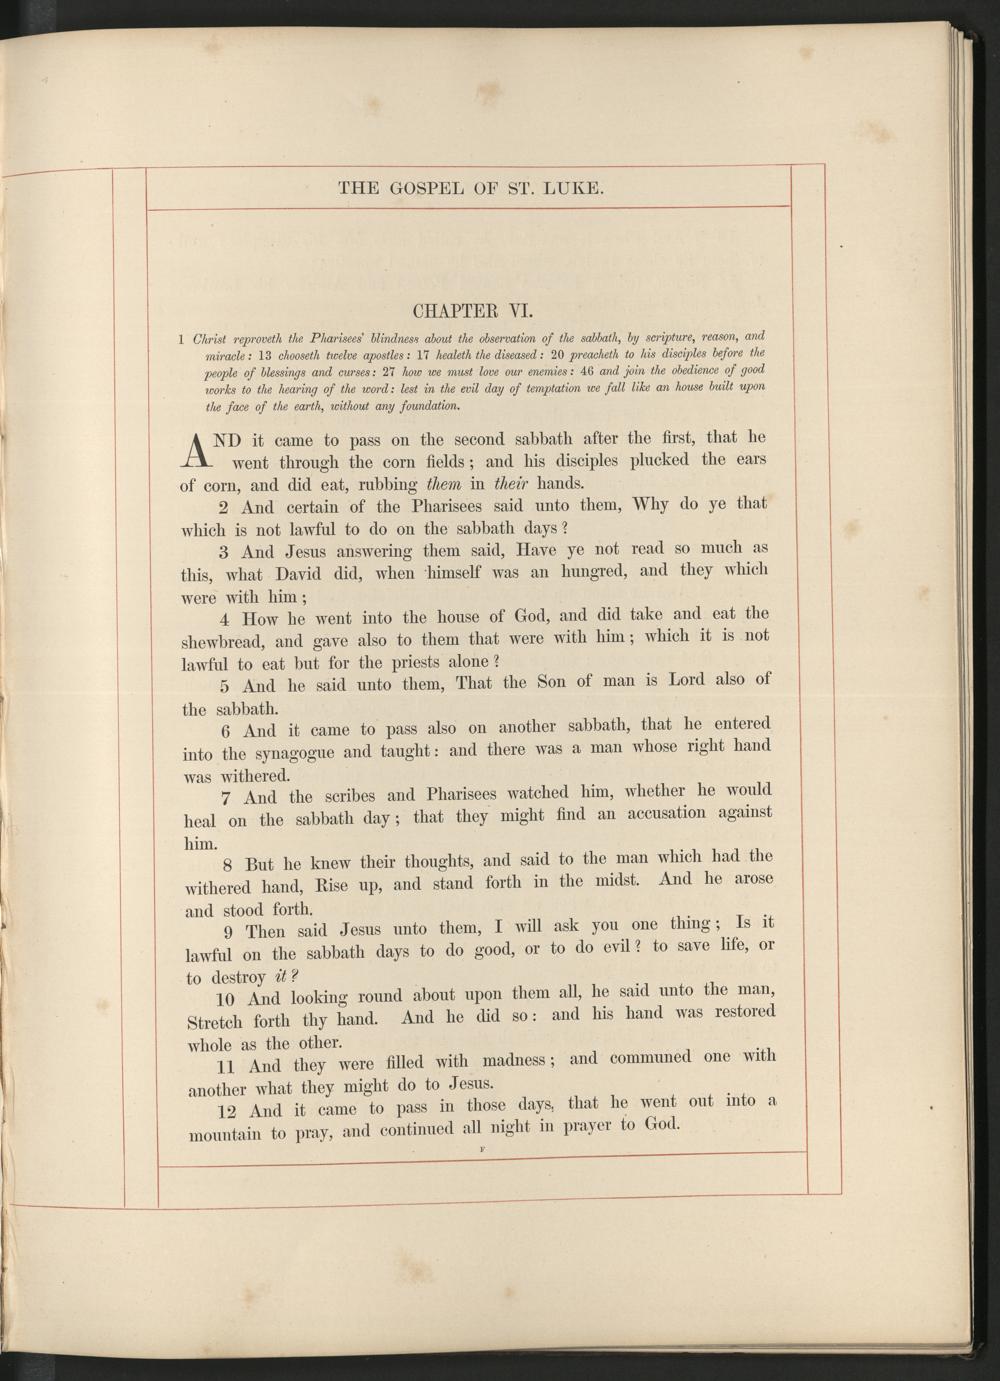 THE GOSPEL OF ST. LUKE.
CHAPTER VI.
1 Christ reproveth the Pharisees' blindness about the observation of the sabbath, by scripture, reason, and
miracle: 13 chooseth twelve apostles: 17 healeth the diseased: 20 preacheth to his disciples before the
people of blessings and curses: 27 how we must love our enemies: 46 and join the obedience of good
works to the hearing of the word: lest in the evil day of temptation we fall like an house built upon
the face of the earth, without any foundation.
AND it came to pass on the second sabbath after the first, that he
went through the corn fields; and his disciples plucked the ears
of corn, and did eat, rubbing them in their hands.
2 And certain of the Pharisees said unto them, Why do ye that
which is not lawful to do on the sabbath days?
3 And Jesus answering them said, Have ye not read so much as
this, what David did, when himself was an hungred, and they which
were with him;
4 How he went into the house of God, and did take and eat the
shewbread, and gave also to them that were with him; which it is not
lawful to eat but for the priests alone?
5 And he said unto them, That the Son of man is Lord also of
the sabbath.
6 And it came to pass also on another sabbath, that he entered
into the synagogue and taught: and there was a man whose right hand
was withered.
7 And the scribes and Pharisees watched him, whether he would
heal on the sabbath day; that they might find an accusation against
him.
8 But he knew their thoughts, and said to the man which had the
withered hand, Rise up, and stand forth in the midst. And he arose
and stood forth.
9 Then said Jesus unto them, I will ask you one thing; Is it
lawful on the sabbath days to do good, or to do evil? to save life, or
to destroy it?
10 And looking round about upon them all, he said unto the man,
Stretch forth thy hand. And he did so: and his hand was restored
whole as the other.
11 And they were filled with madness; and communed one with
another what they might do to Jesus.
12 And it came to pass in those days, that he went out into a
mountain to pray, and continued all night in prayer to God.
F